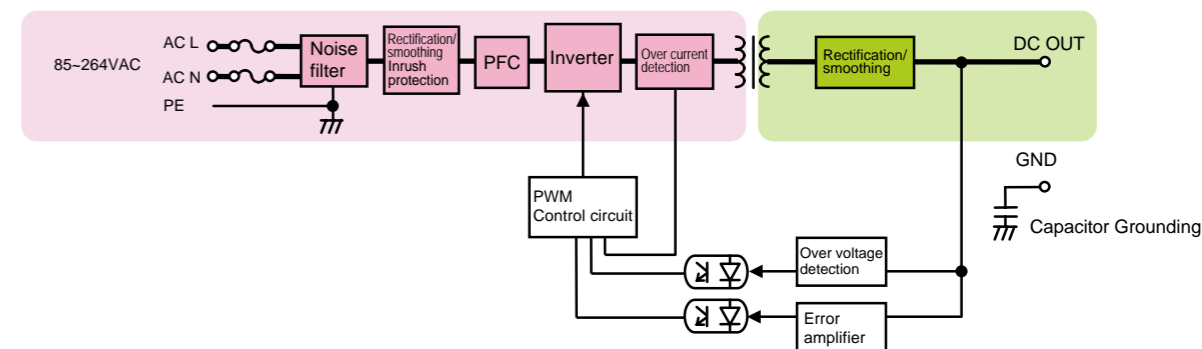 85~264VAC
AC L
AC N
PE
Noise
filter
Rectification/
smoothing
Inrush
protection
PFC
Inverter
Over current
detection
Rectification/
smoothing
DC OUT
GND
Capacitor Grounding
PWM
Control circuit
Over voltage
detection
Error
amplifier